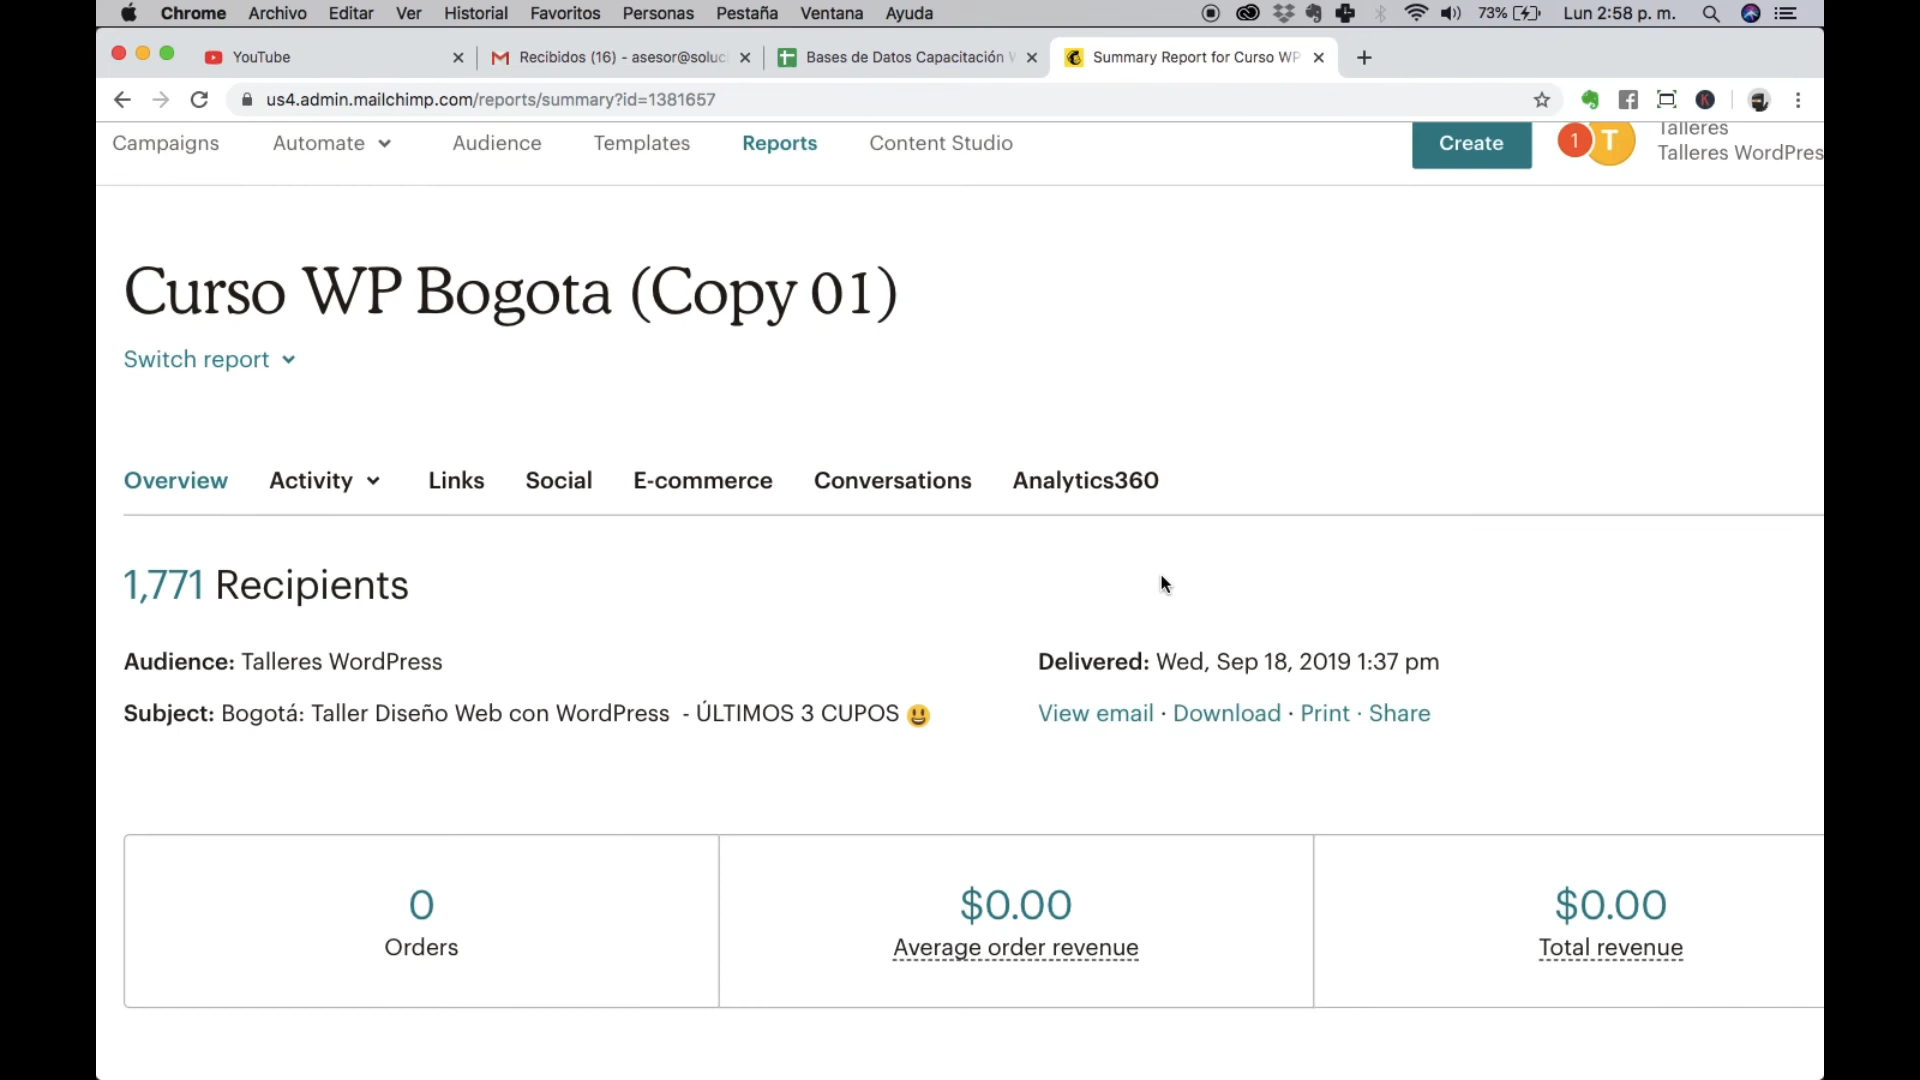 Chrome Archivo Editar Ver Historial Favoritos Personas Pestaña Ventana Ayuda 73% Lun 2:58 p. m.
YouTube Recibidos (16) - asesor@soluc Bases de Datos Capacitación Summary Report for Curso WP
us4.admin.mailchimp.com/reports/summary?id=1381657
Campaigns Automate Audience Templates Reports Content Studio Create 1 T Talleres
Talleres WordPres
Curso WP Bogota (Copy 01)
Switch report
Overview Activity Links Social E-commerce Conversations Analytics360
1,771 Recipients
Audience: Talleres WordPress Delivered: Wed, Sep 18, 2019 1:37 pm
Subject: Bogotá: Taller Diseño Web con WordPress - ÚLTIMOS 3 CUPOS 😃 View email · Download · Print · Share
0 $0.00 $0.00
Orders Average order revenue Total revenue